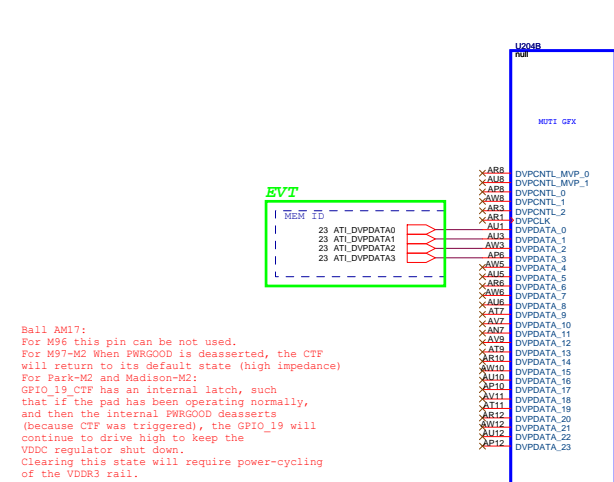 U204B
null
MUTI GFX
AR8 DVPCNTL_MVP_0
AU8 DVPCNTL_MVP_1
AP8 DVPCNTL_0
AW8 DVPCNTL_1
AR3 DVPCNTL_2
AR1 DVPCLK
EVT
MEM ID
23 ATI_DVPDATA0 AU1 DVPDATA_0
23 ATI_DVPDATA1 AU3 DVPDATA_1
23 ATI_DVPDATA2 AW3 DVPDATA_2
23 ATI_DVPDATA3 AP6 DVPDATA_3
AW5 DVPDATA_4
AU5 DVPDATA_5
AR6 DVPDATA_6
AW6 DVPDATA_7
AU6 DVPDATA_8
AT7 DVPDATA_9
AV7 DVPDATA_10
AN7 DVPDATA_11
AV9 DVPDATA_12
AT9 DVPDATA_13
AR10 DVPDATA_14
AW10 DVPDATA_15
AU10 DVPDATA_16
AP10 DVPDATA_17
AV11 DVPDATA_18
AT11 DVPDATA_19
AR12 DVPDATA_20
AW12 DVPDATA_21
AU12 DVPDATA_22
AP12 DVPDATA_23
Ball AM17:
For M96 this pin can be not used.
For M97-M2 When PWRGOOD is deasserted, the CTF
will return to its default state (high impedance)
For Park-M2 and Madison-M2:
GPIO_19_CTF has an internal latch, such
that if the pad has been operating normally,
and then the internal PWRGOOD deasserts
(because CTF was triggered), the GPIO_19 will
continue to drive high to keep the
VDDC regulator shut down.
Clearing this state will require power-cycling
of the VDDR3 rail.